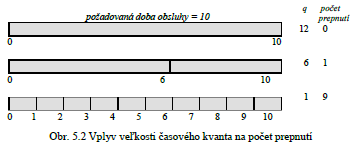 q počet
prepnutí
požadovaná doba obsluhy = 10
12 0
0 10
6 1
0 6 10
1 9
0 1 2 3 4 5 6 7 8 9 10
Obr. 5.2 Vplyv veľkosti časového kvanta na počet prepnutí